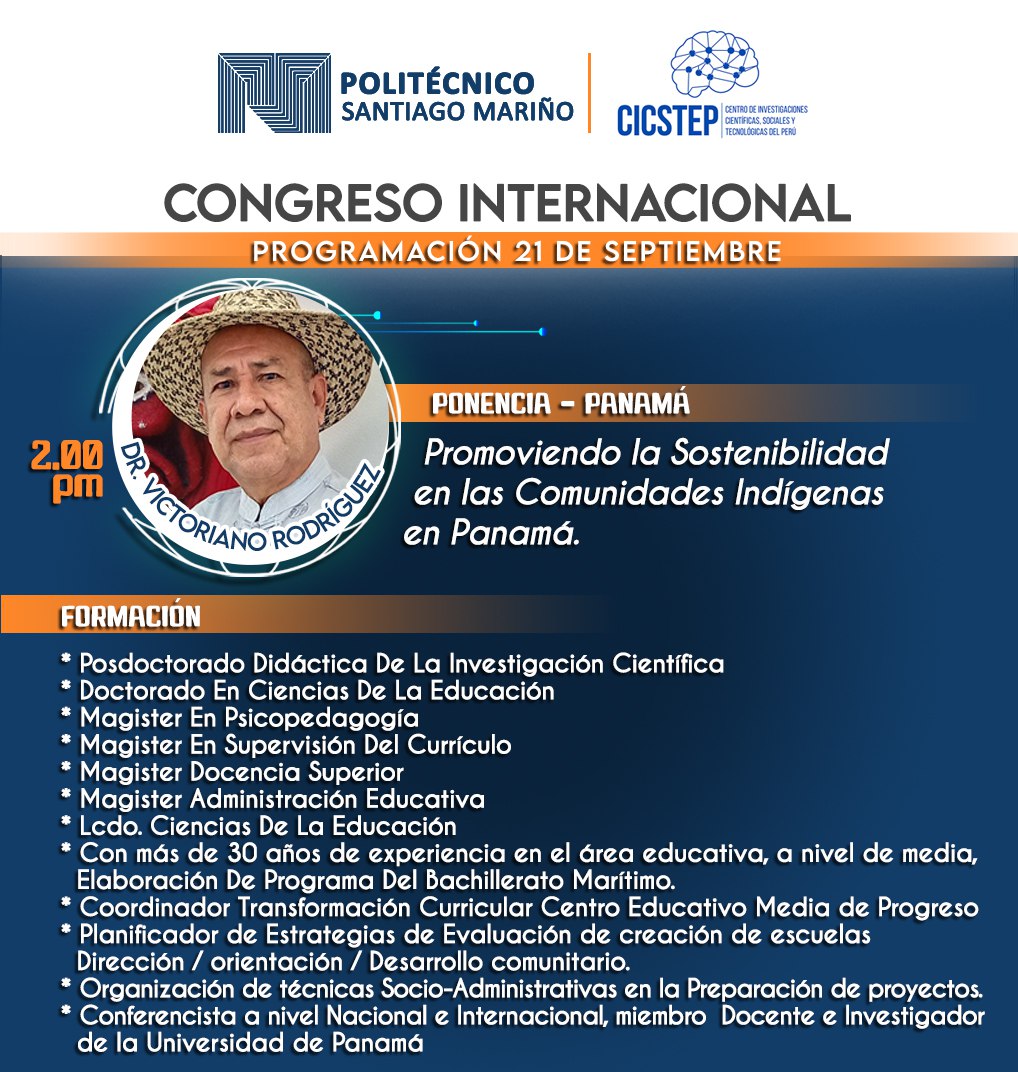 POLITÉCNICO
SANTIAGO MARIÑO
CICSTEP
CENTRO DE INVESTIGACIONES
CIENTÍFICAS, SOCIALES Y
TECNOLÓGICAS DEL PERÚ
CONGRESO INTERNACIONAL
PROGRAMACIÓN 21 DE SEPTIEMBRE
2.00
pm
DR. VICTORIANO RODRÍGUEZ
PONENCIA - PANAMÁ
Promoviendo la Sostenibilidad
en las Comunidades Indígenas
en Panamá.
FORMACIÓN
* Posdoctorado Didáctica De La Investigación Científica
* Doctorado En Ciencias De La Educación
* Magister En Psicopedagogía
* Magister En Supervisión Del Currículo
* Magister Docencia Superior
* Magister Administración Educativa
* Lcdo. Ciencias De La Educación
* Con más de 30 años de experiencia en el área educativa, a nivel de media,
Elaboración De Programa Del Bachillerato Marítimo.
* Coordinador Transformación Curricular Centro Educativo Media de Progreso
* Planificador de Estrategias de Evaluación de creación de escuelas
Dirección / orientación / Desarrollo comunitario.
* Organización de técnicas Socio-Administrativas en la Preparación de proyectos.
* Conferencista a nivel Nacional e Internacional, miembro Docente e Investigador
de la Universidad de Panamá